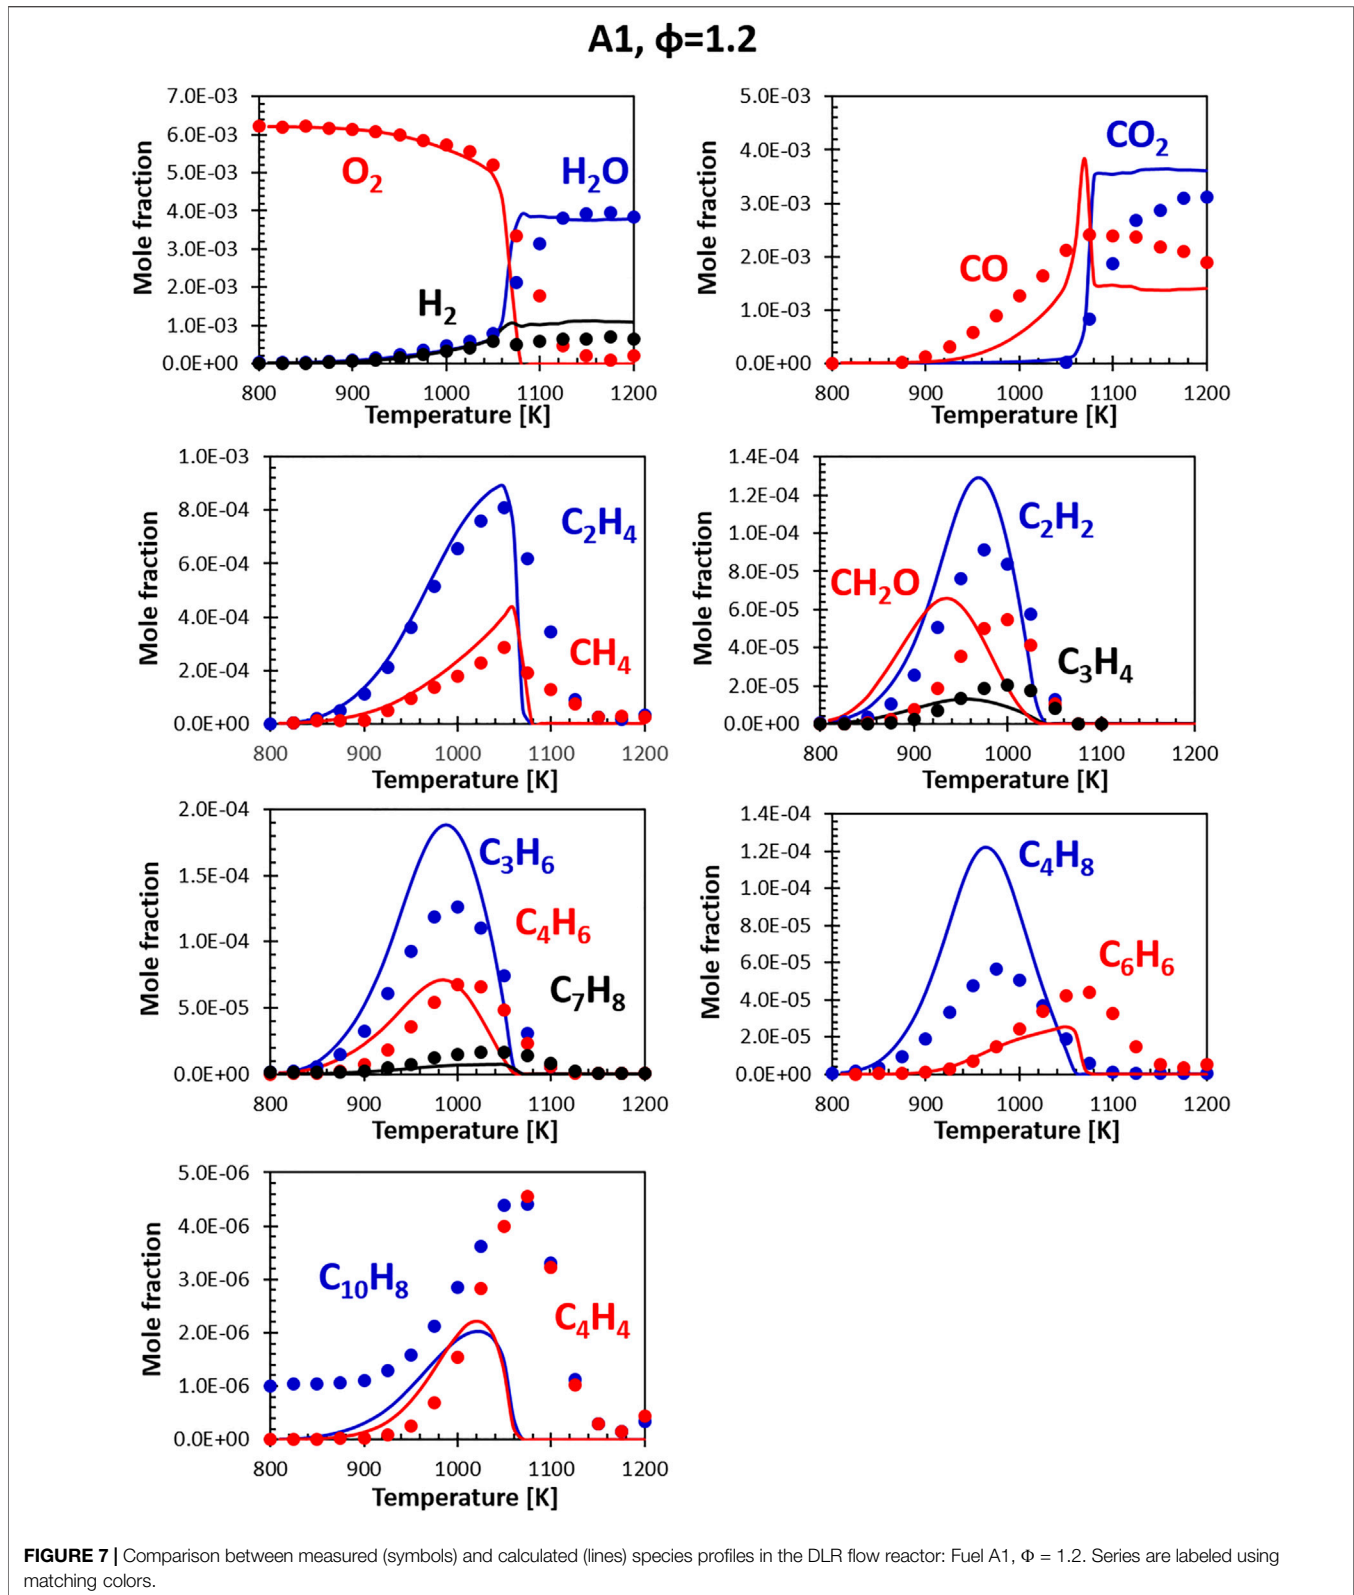 A1, ϕ=1.2
7.0E-03
6.0E-03
5.0E-03
4.0E-03
3.0E-03
2.0E-03
1.0E-03
0.0E+00
Mole fraction
O₂
H₂O
H₂
800 900 1000 1100 1200
Temperature [K]
5.0E-03
4.0E-03
3.0E-03
2.0E-03
1.0E-03
0.0E+00
Mole fraction
CO₂
CO
800 900 1000 1100 1200
Temperature [K]
1.0E-03
8.0E-04
6.0E-04
4.0E-04
2.0E-04
0.0E+00
Mole fraction
C₂H₄
CH₄
800 900 1000 1100 1200
Temperature [K]
1.4E-04
1.2E-04
1.0E-04
8.0E-05
6.0E-05
4.0E-05
2.0E-05
0.0E+00
Mole fraction
C₂H₂
CH₂O
C₃H₄
800 900 1000 1100 1200
Temperature [K]
2.0E-04
1.5E-04
1.0E-04
5.0E-05
0.0E+00
Mole fraction
C₃H₆
C₄H₆
C₇H₈
800 900 1000 1100 1200
Temperature [K]
1.4E-04
1.2E-04
1.0E-04
8.0E-05
6.0E-05
4.0E-05
2.0E-05
0.0E+00
Mole fraction
C₄H₈
C₆H₆
800 900 1000 1100 1200
Temperature [K]
5.0E-06
4.0E-06
3.0E-06
2.0E-06
1.0E-06
0.0E+00
Mole fraction
C₁₀H₈
C₄H₄
800 900 1000 1100 1200
Temperature [K]
FIGURE 7 | Comparison between measured (symbols) and calculated (lines) species profiles in the DLR flow reactor: Fuel A1, Φ = 1.2. Series are labeled using
matching colors.